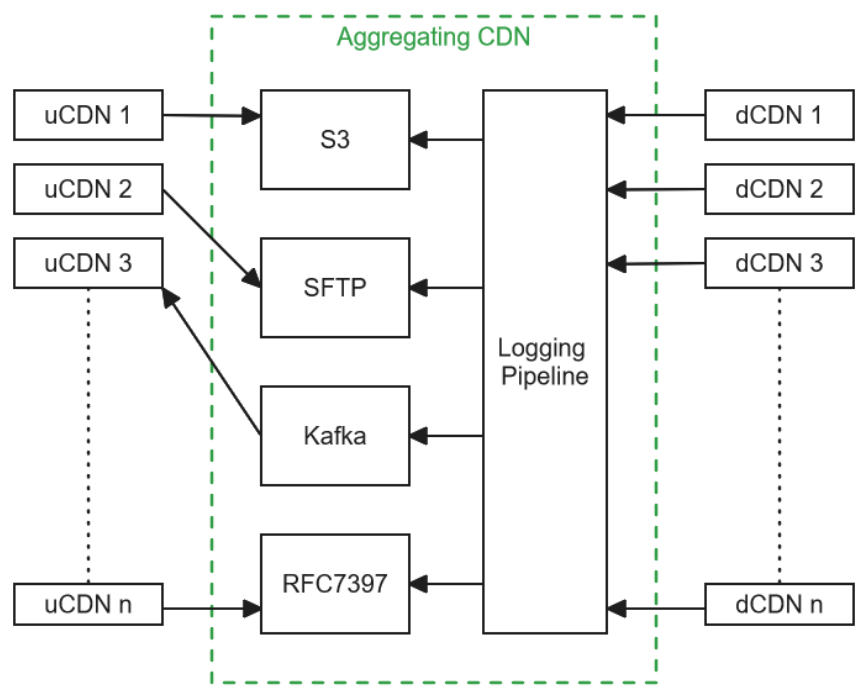 Aggregating CDN
uCDN 1
uCDN 2
uCDN 3
uCDN n
S3
SFTP
Kafka
RFC7397
Logging
Pipeline
dCDN 1
dCDN 2
dCDN 3
dCDN n